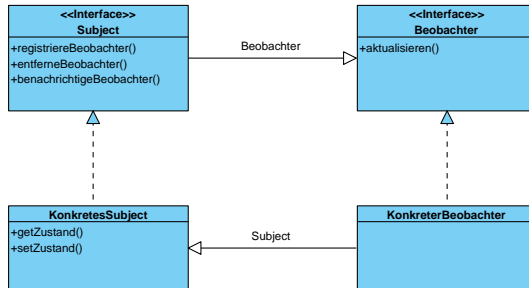 <<Interface>>
Subject
+registriereBeobachter()
+entferneBeobachter()
+benachrichtigeBeobachter()
Beobachter
<<Interface>>
Beobachter
+aktualisieren()
KonkretesSubject
+getZustand()
+setZustand()
Subject
KonkreterBeobachter